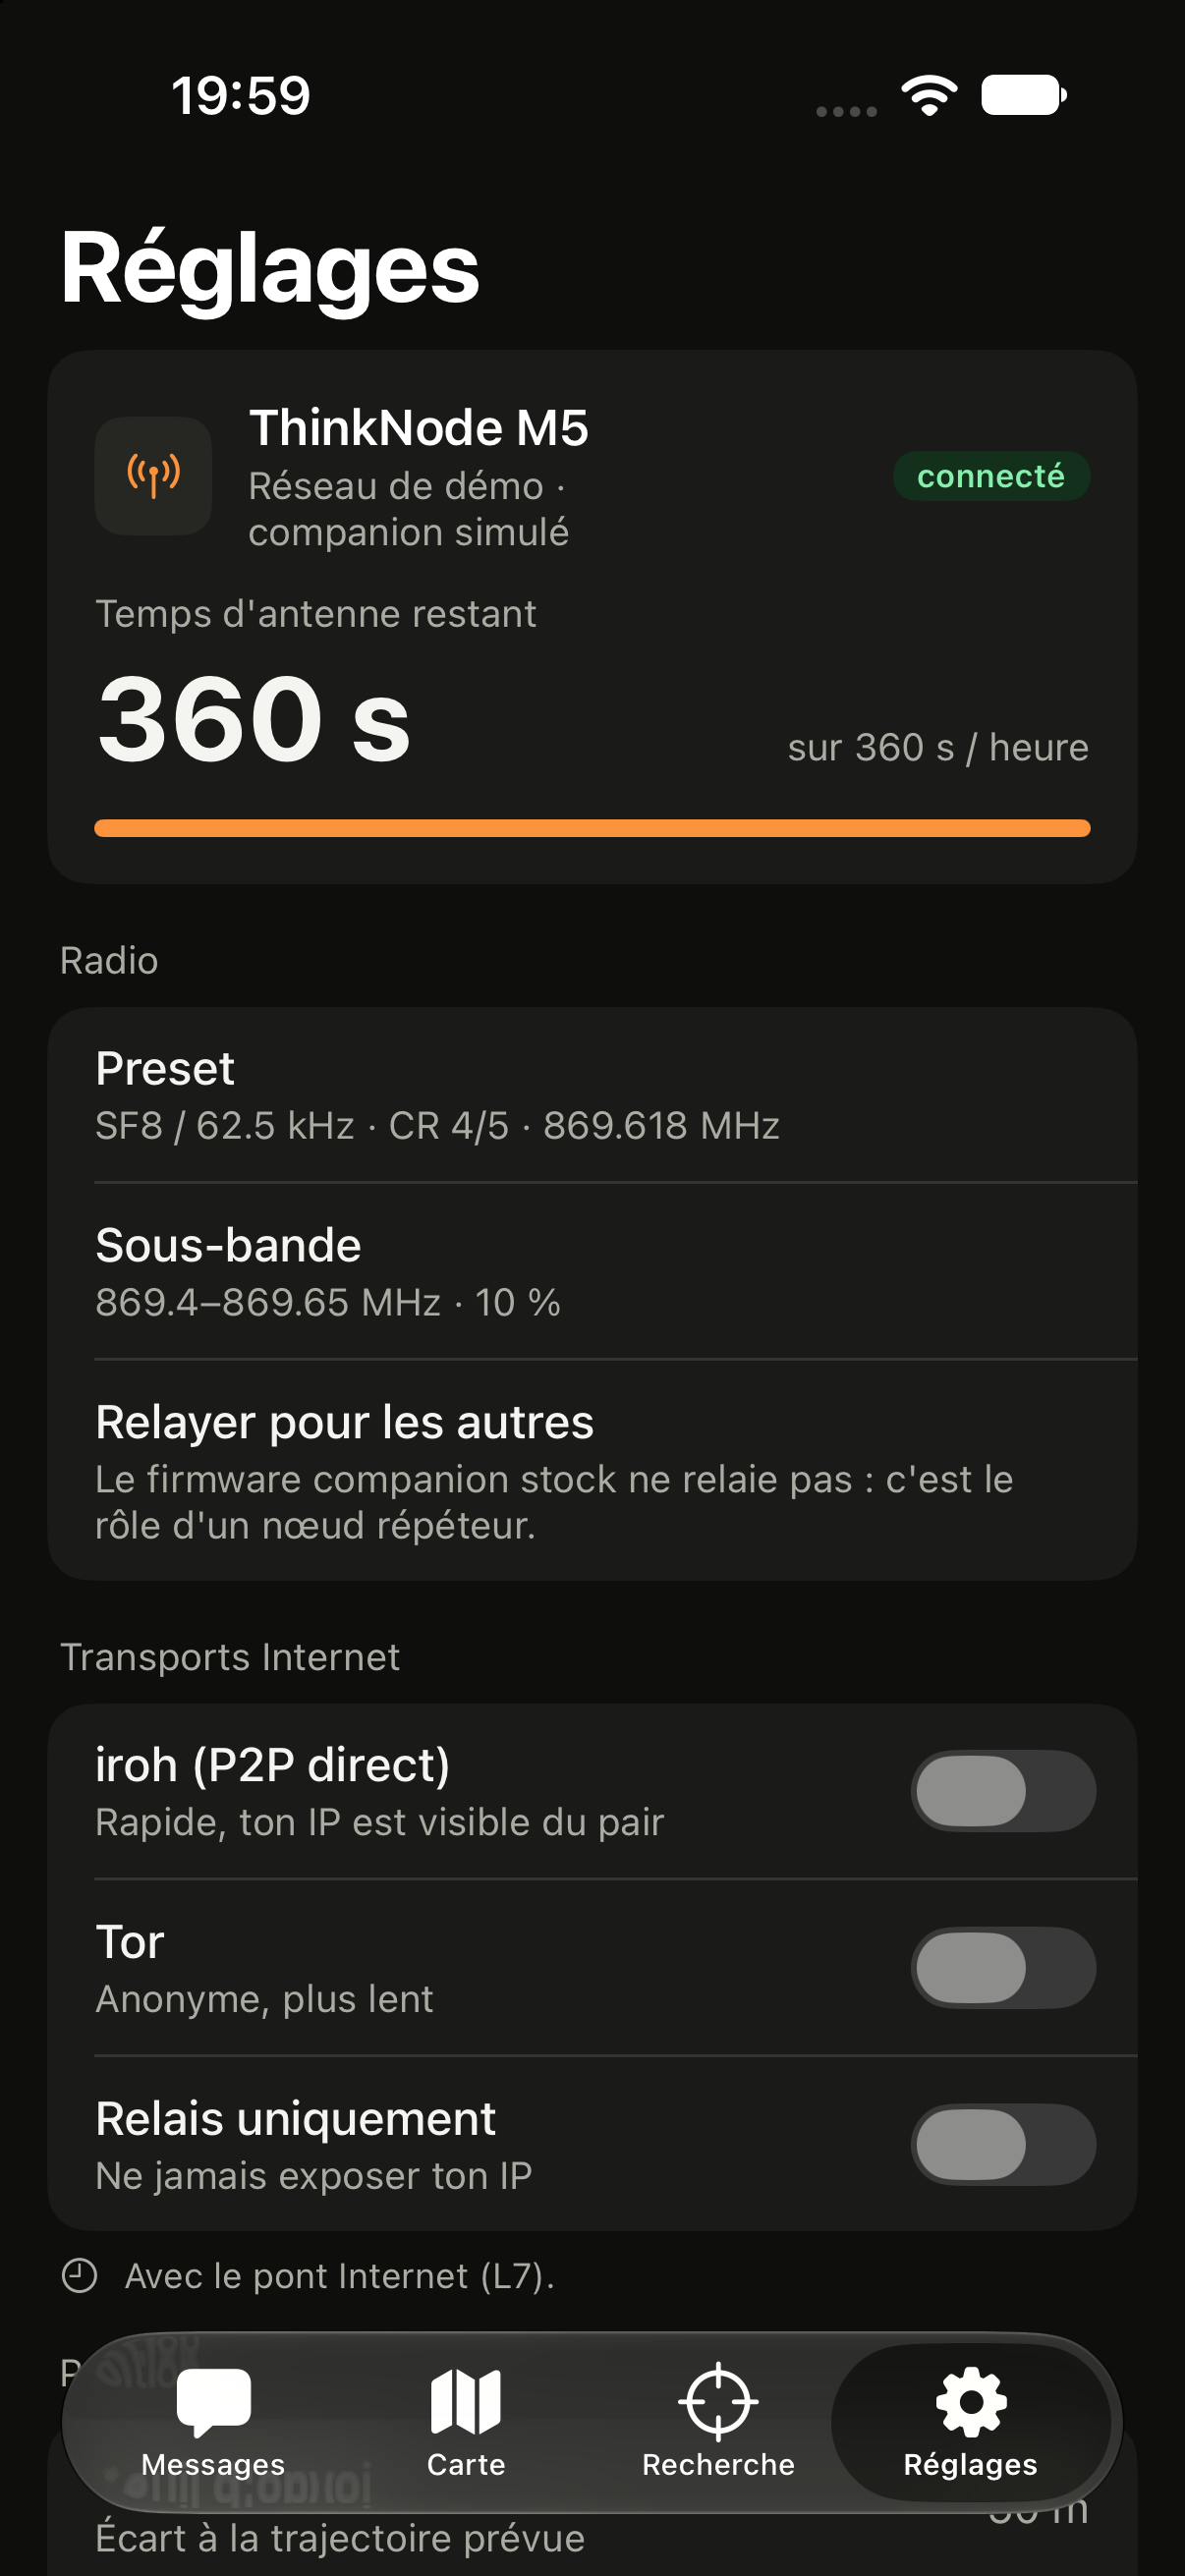 19:59
Réglages
ThinkNode M5
Réseau de démo ·
companion simulé
connecté
Temps d'antenne restant
360 s
sur 360 s / heure
Radio
Preset
SF8 / 62.5 kHz · CR 4/5 · 869.618 MHz
Sous-bande
869.4–869.65 MHz · 10 %
Relayer pour les autres
Le firmware companion stock ne relaie pas : c'est le
rôle d'un nœud répéteur.
Transports Internet
iroh (P2P direct)
Rapide, ton IP est visible du pair
Tor
Anonyme, plus lent
Relais uniquement
Ne jamais exposer ton IP
Avec le pont Internet (L7).
Messages
Carte
Recherche
Réglages
Écart à la trajectoire prévue